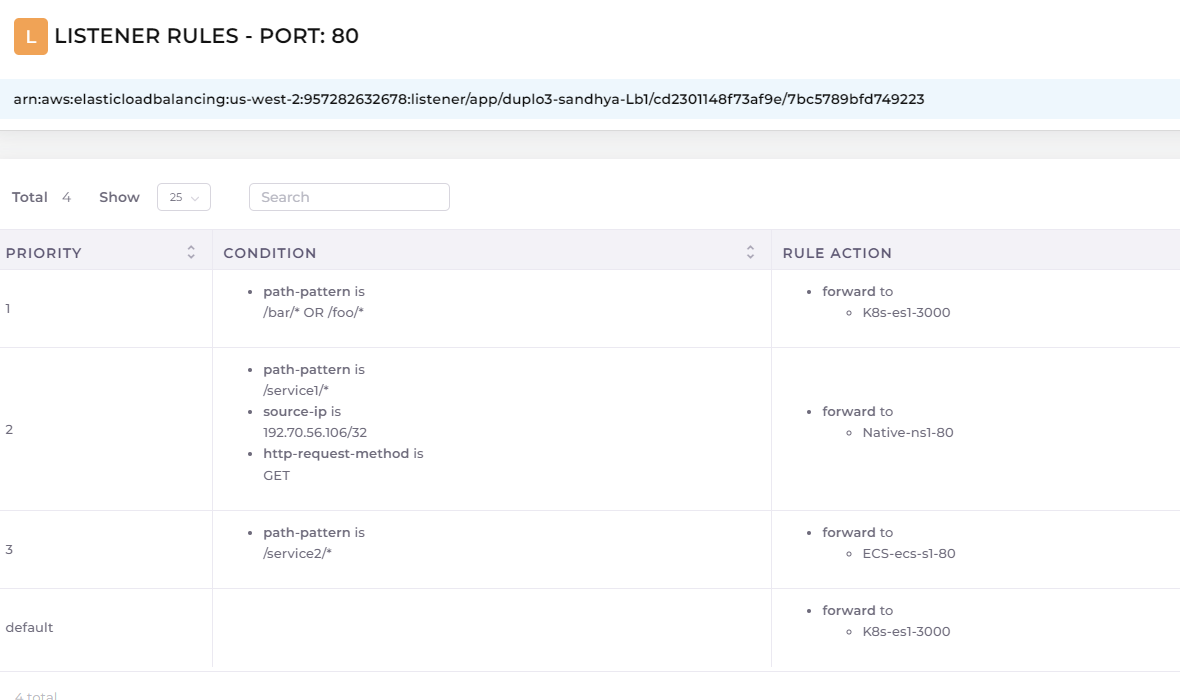 L LISTENER RULES - PORT: 80
arn:aws:elasticloadbalancing:us-west-2:957282632678:listener/app/duplo3-sandhya-Lb1/cd2301148f73af9e/7bc5789bfd749223
Total 4 Show 25 Search
PRIORITY CONDITION RULE ACTION
1
• path-pattern is
/bar/* OR /foo/*
• forward to
◦ K8s-es1-3000
2
• path-pattern is
/service1/*
• source-ip is
192.70.56.106/32
• http-request-method is
GET
• forward to
◦ Native-ns1-80
3
• path-pattern is
/service2/*
• forward to
◦ ECS-ecs-s1-80
default
• forward to
◦ K8s-es1-3000
4 total